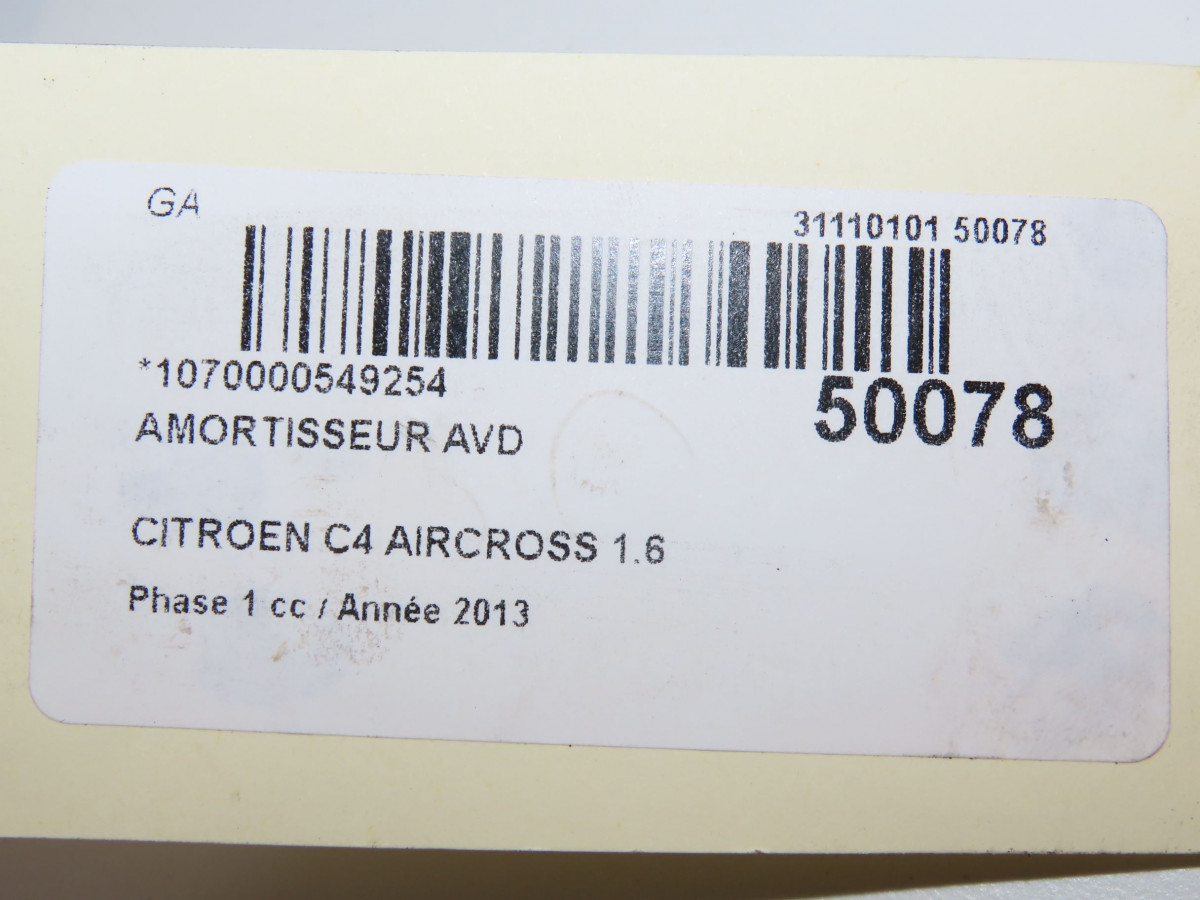 GA
31110101 50078
*1070000549254
50078
AMORTISSEUR AVD
CITROEN C4 AIRCROSS 1.6
Phase 1 cc / Année 2013